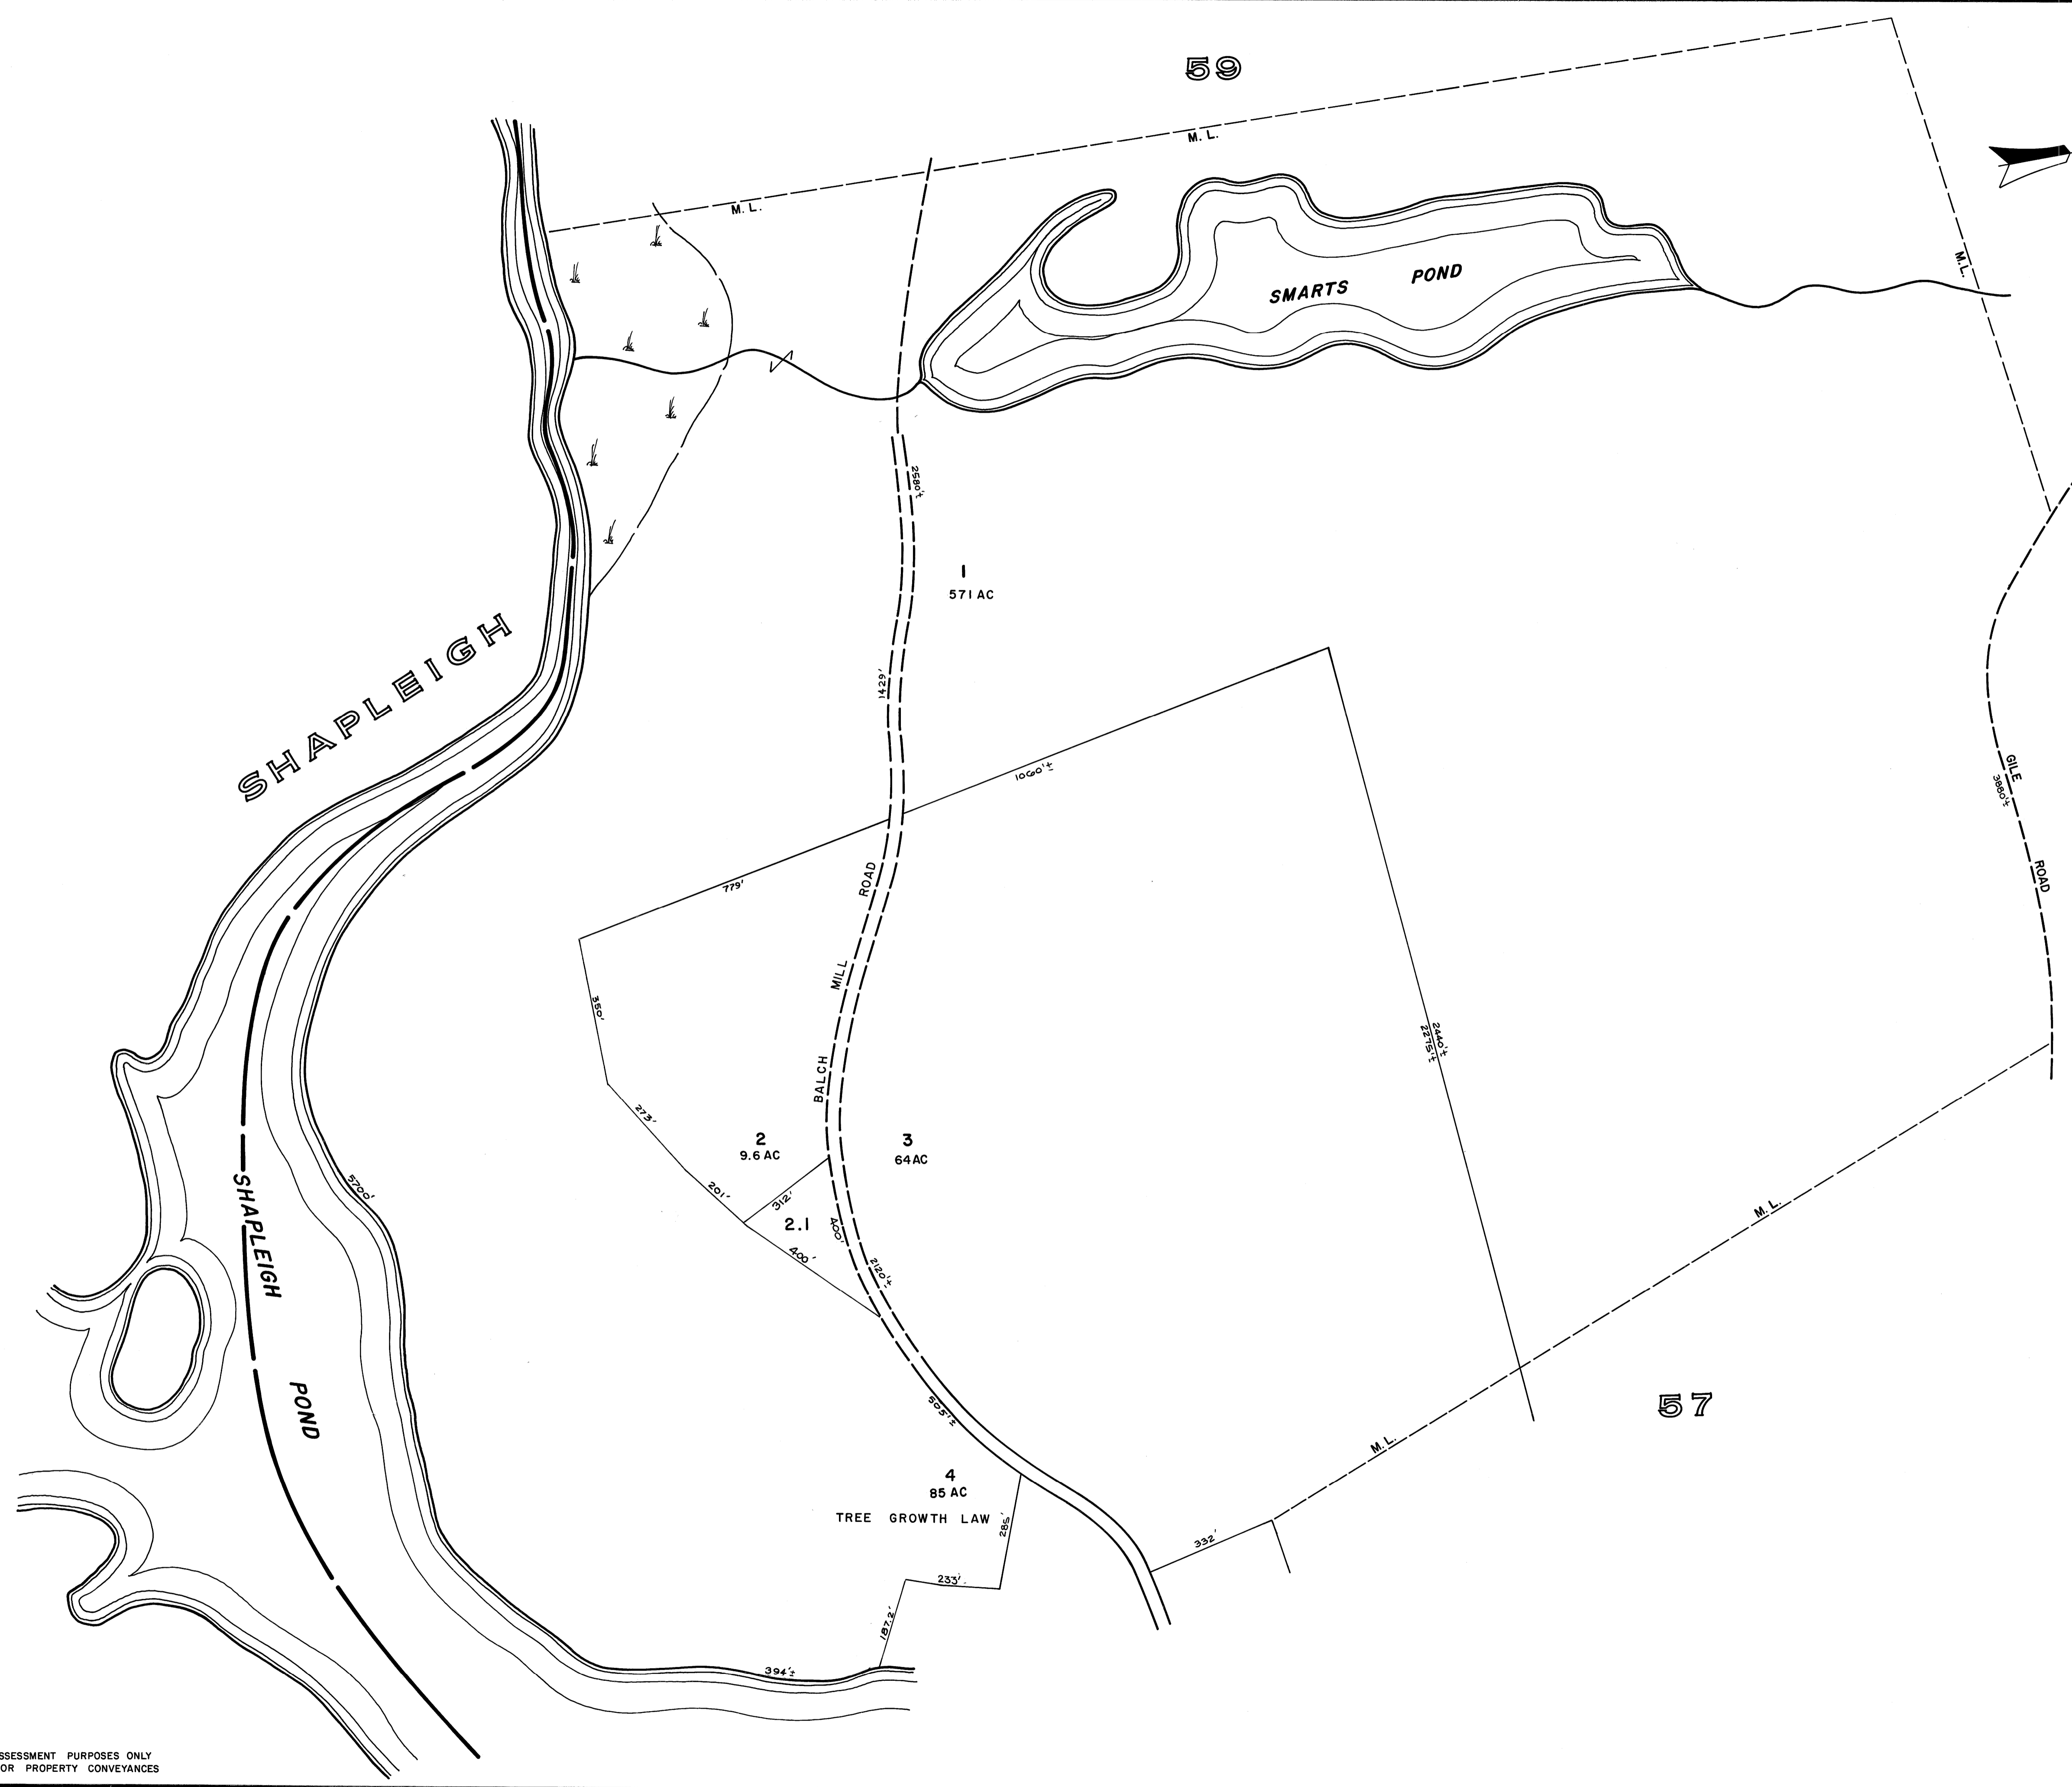 59
M. L.
M. L.
M. L.
SMARTS POND
2580'±
1
571 AC
SHAPLEIGH
1429'
1060'±
GILE ROAD
3880'±
779'
BALCH MILL ROAD
350'
2440'±
2275'±
273'
2
9.6 AC
3
64 AC
201'
312'
2.1
400'
400'
2120'±
5700'
SHAPLEIGH POND
M. L.
M. L.
57
505'±
4
85 AC
TREE GROWTH LAW
285'
332'
233'
187.2'
394'±
SSESSMENT PURPOSES ONLY
OR PROPERTY CONVEYANCES